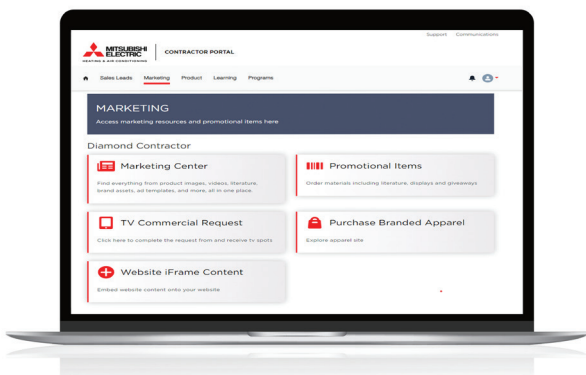 Support Communications
MITSUBISHI
ELECTRIC
HEATING & AIR CONDITIONING
CONTRACTOR PORTAL
Sales Leads Marketing Product Learning Programs
MARKETING
Access marketing resources and promotional items here
Diamond Contractor
Marketing Center
Find everything from product images, videos, literature,
brand assets, ad templates, and more, all in one place.
Promotional Items
Order materials including literature, displays and giveaways
TV Commercial Request
Click here to complete the request from and receive tv spots
Purchase Branded Apparel
Explore apparel site
Website iFrame Content
Embed website content onto your website